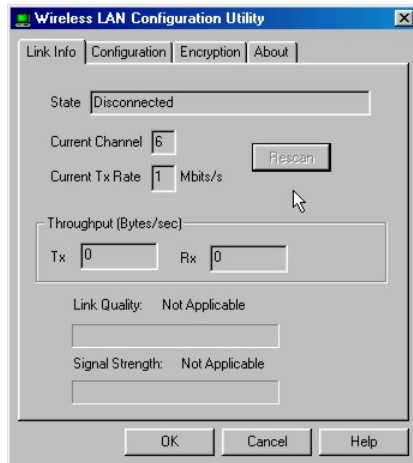 Wireless LAN Configuration Utility
Link Info Configuration Encryption About
State Disconnected
Current Channel 6
Rescan
Current Tx Rate 1 Mbits/s
Throughput (Bytes/sec)
Tx 0 Rx 0
Link Quality: Not Applicable
Signal Strength: Not Applicable
OK Cancel Help